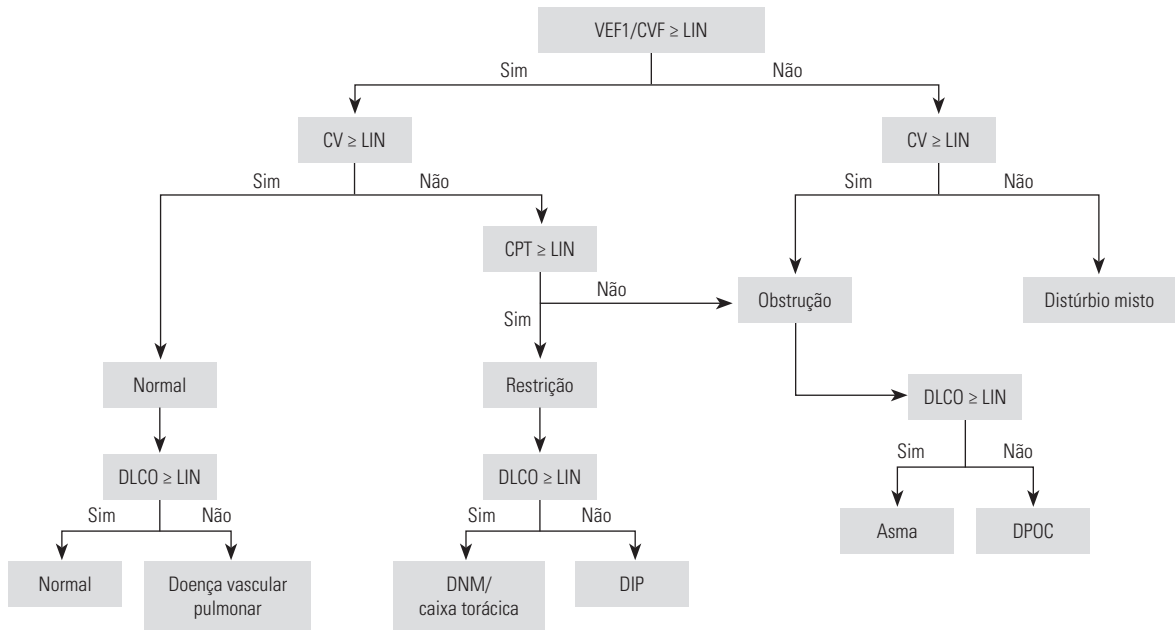 VEF1/CVF ≥ LIN
Sim
Não
CV ≥ LIN
CV ≥ LIN
Sim
Não
Sim
Não
CPT ≥ LIN
Não
Sim
Obstrução
Distúrbio misto
Normal
Restrição
DLCO ≥ LIN
DLCO ≥ LIN
DLCO ≥ LIN
Sim
Não
Sim
Não
Sim
Não
Asma
DPOC
Normal
Doença vascular
pulmonar
DNM/
caixa torácica
DIP